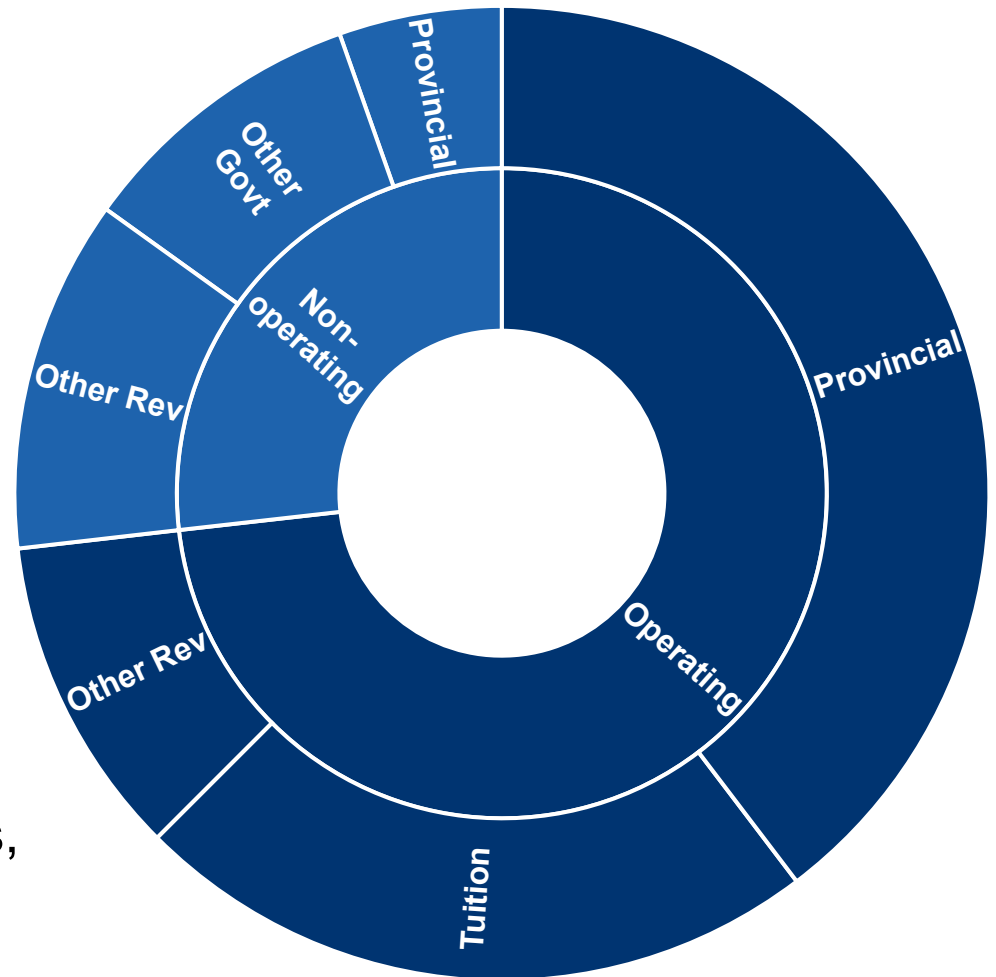 Provincial
Other
Govt
Provincial
Non-
operating
Other Rev
Operating
Other Rev
s,
Tuition